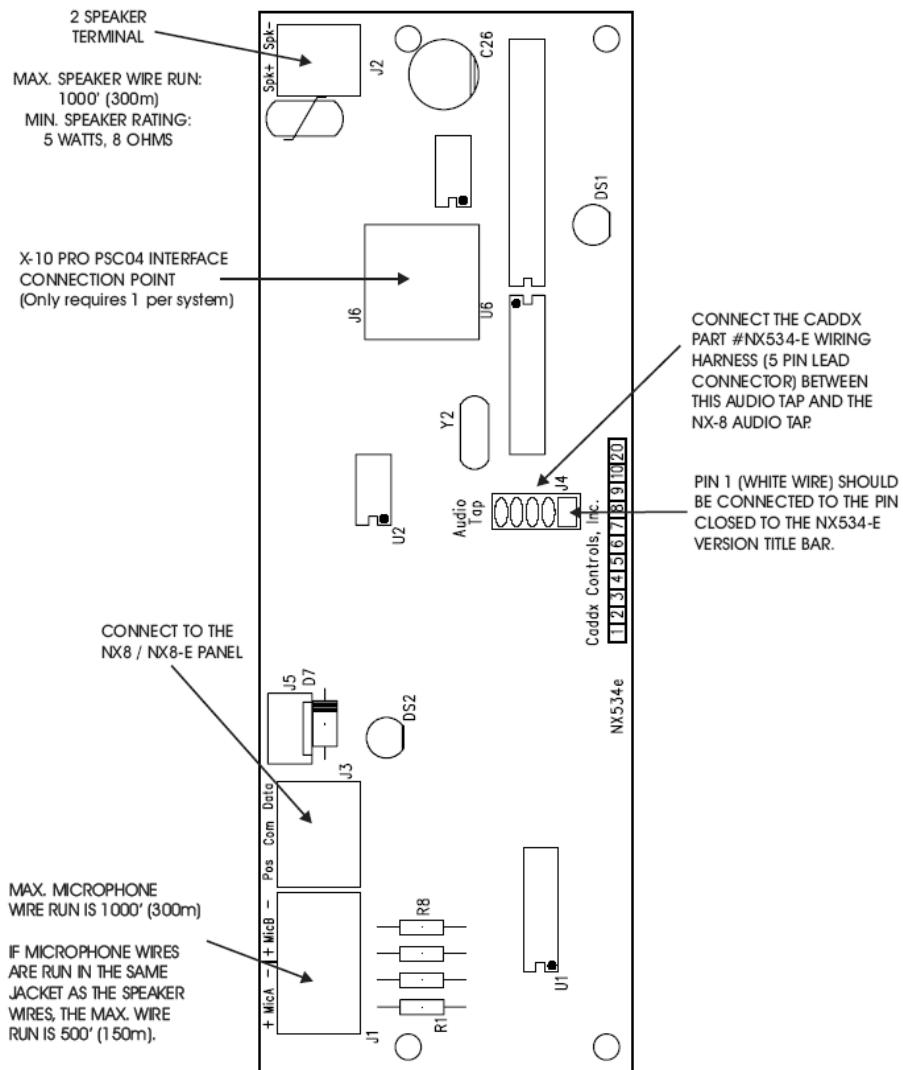 2 SPEAKER
TERMINAL
MAX. SPEAKER WIRE RUN:
1000' (300m)
MIN. SPEAKER RATING:
5 WATTS, 8 OHMS
Spk+ Spk-
J2
C26
DS1
X-10 PRO PSC04 INTERFACE
CONNECTION POINT
(Only requires 1 per system)
J6
U6
CONNECT THE CADDX
PART #NX534-E WIRING
HARNESS (5 PIN LEAD
CONNECTOR) BETWEEN
THIS AUDIO TAP AND THE
NX-8 AUDIO TAP.
Y2
U2
Audio
Tap
J4
PIN 1 (WHITE WIRE) SHOULD
BE CONNECTED TO THE PIN
CLOSED TO THE NX534-E
VERSION TITLE BAR.
Caddx Controls, Inc.
1 2 3 4 5 6 7 8 9 10 20
NX534e
CONNECT TO THE
NX8 / NX8-E PANEL
J5
D7
DS2
J3
Pos Com Data
MAX. MICROPHONE
WIRE RUN IS 1000' (300m)
IF MICROPHONE WIRES
ARE RUN IN THE SAME
JACKET AS THE SPEAKER
WIRES, THE MAX. WIRE
RUN IS 500' (150m).
+ MicA - + MicB -
J1
R8
R1
U1